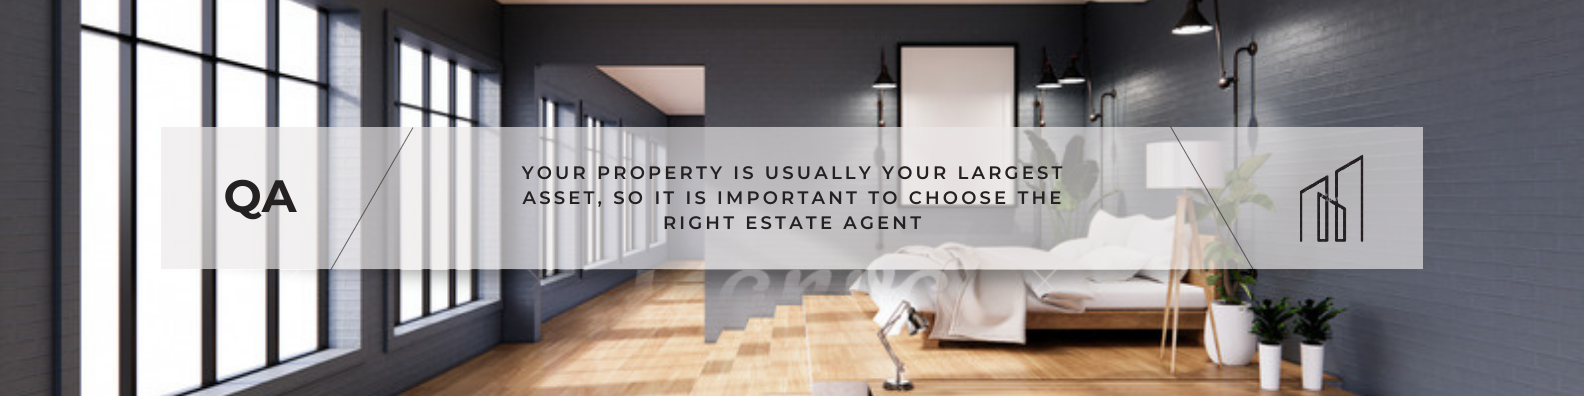 QA
YOUR PROPERTY IS USUALLY YOUR LARGEST
ASSET, SO IT IS IMPORTANT TO CHOOSE THE
RIGHT ESTATE AGENT